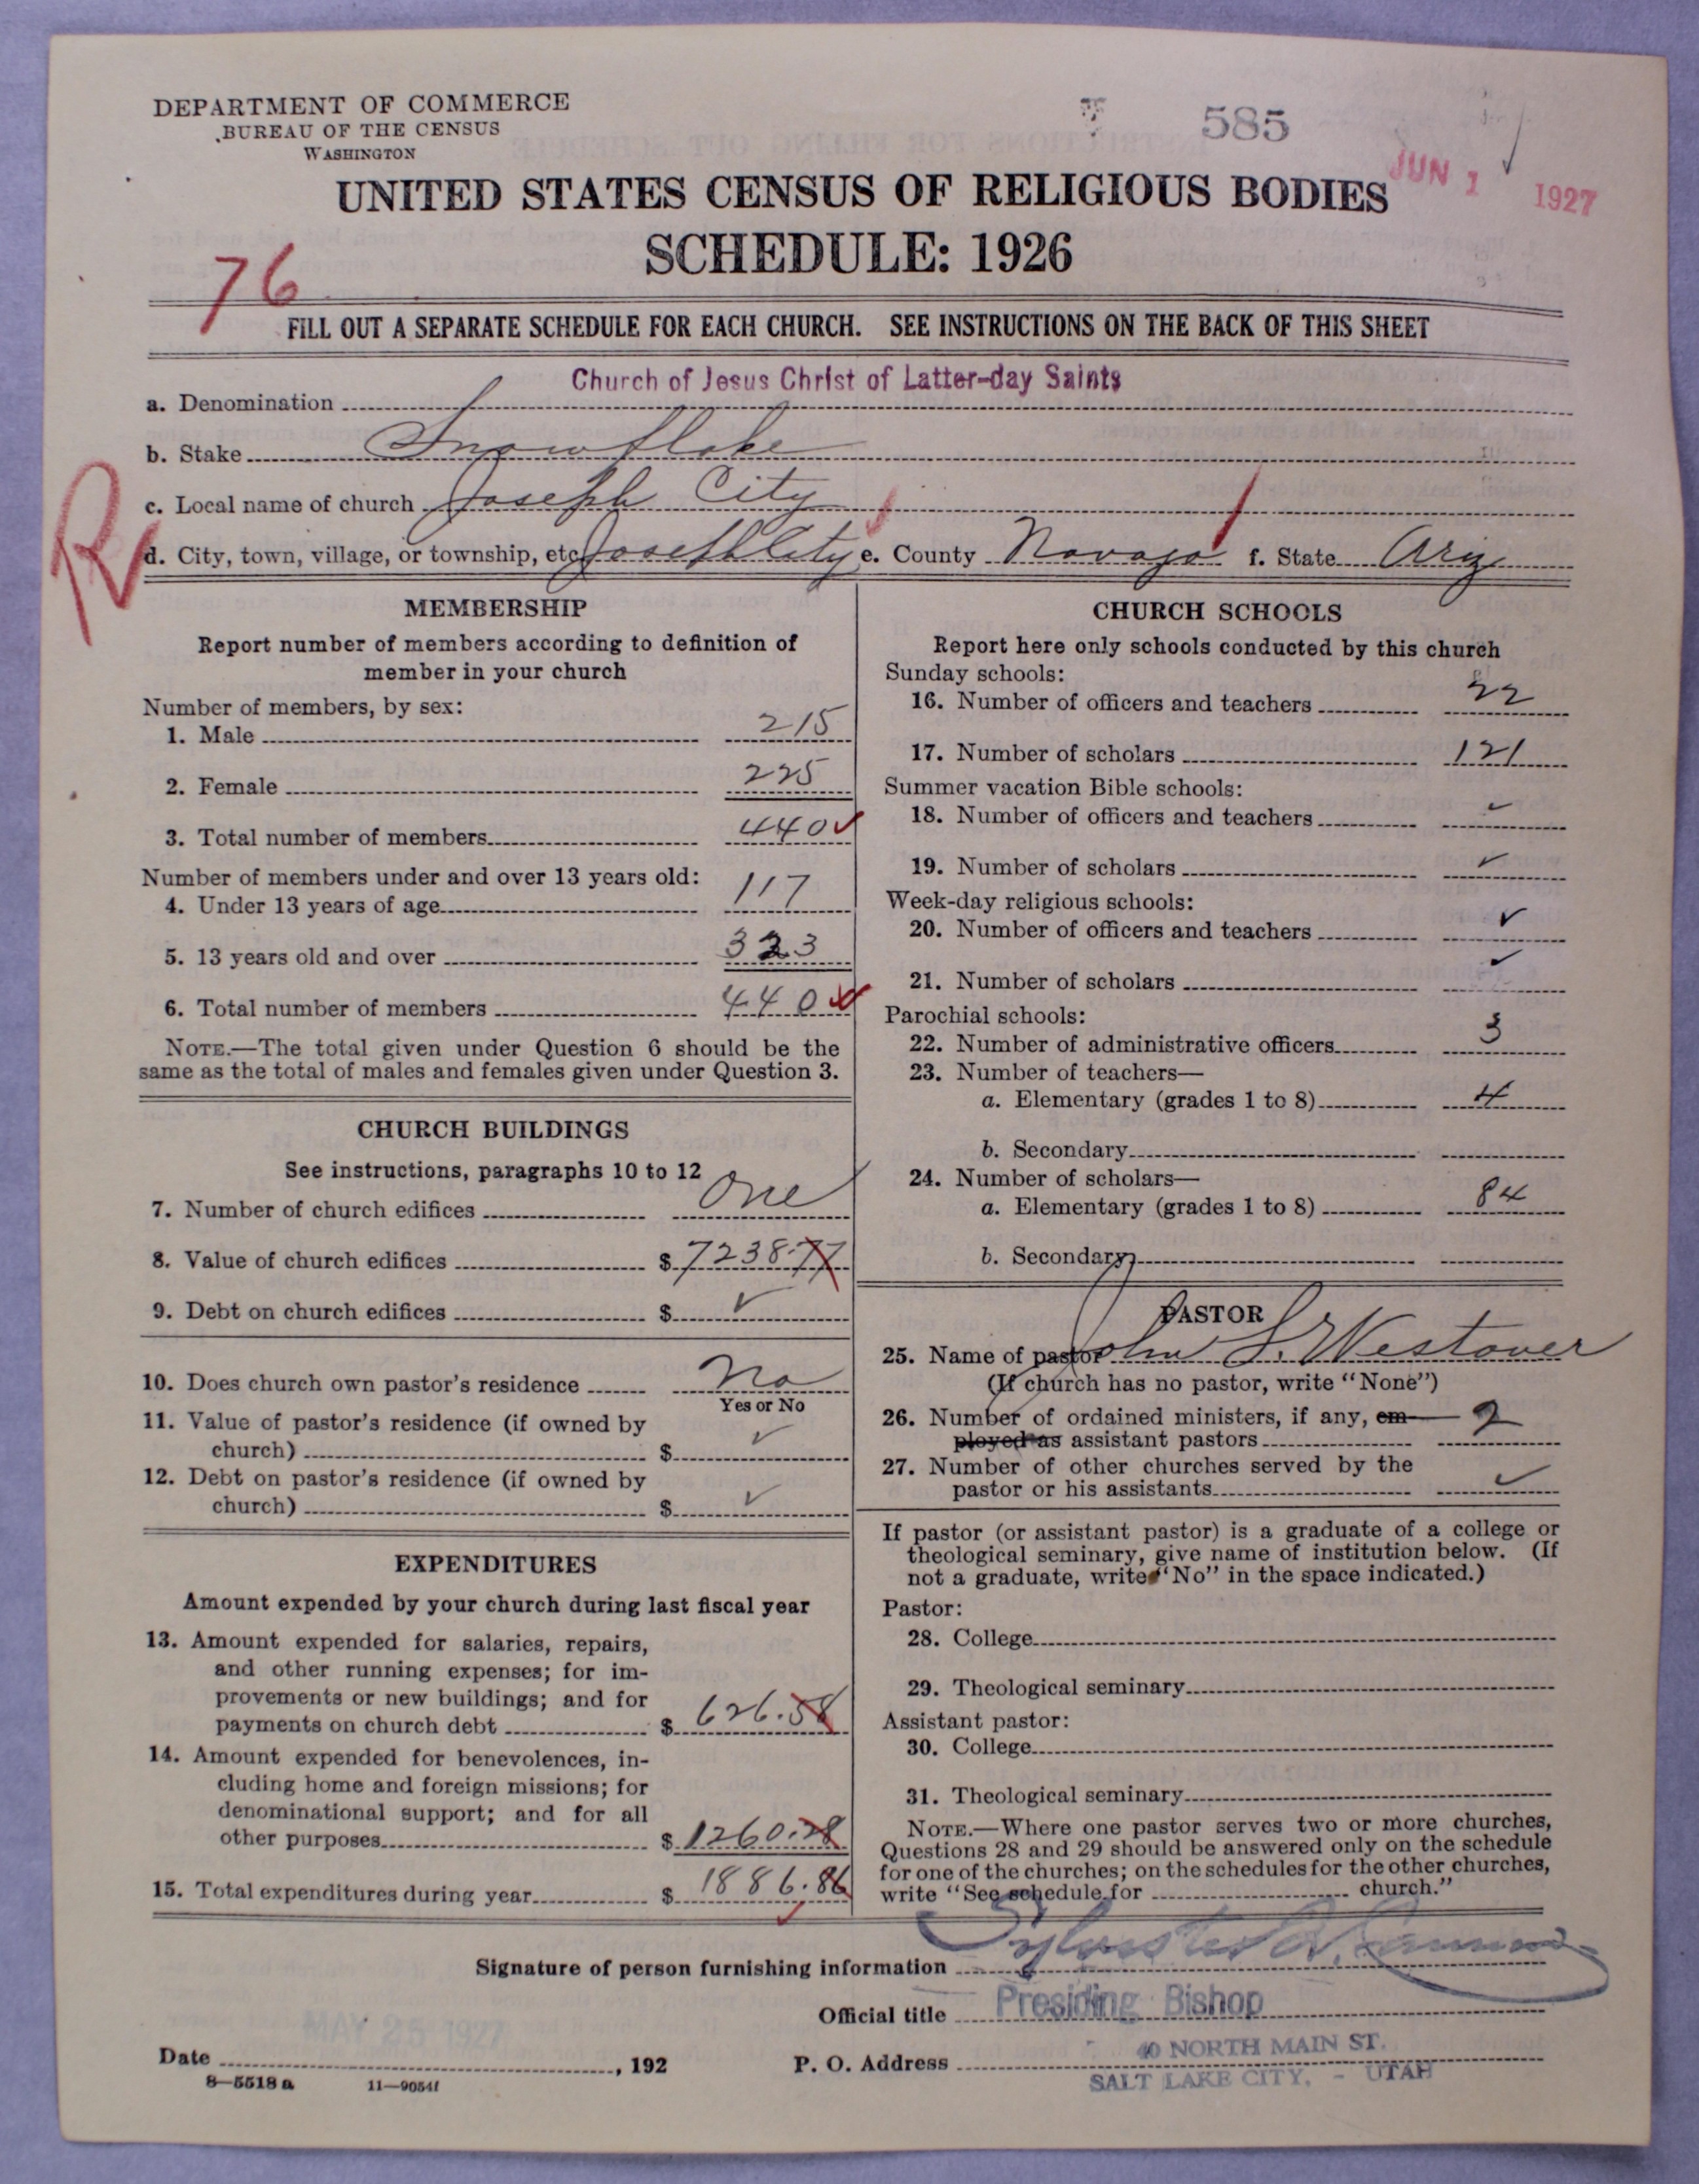 DEPARTMENT OF COMMERCE
BUREAU OF THE CENSUS
WASHINGTON
585
JUN 1 1927
UNITED STATES CENSUS OF RELIGIOUS BODIES
SCHEDULE: 1926
76
FILL OUT A SEPARATE SCHEDULE FOR EACH CHURCH. SEE INSTRUCTIONS ON THE BACK OF THIS SHEET
Church of Jesus Christ of Latter-day Saints
a. Denomination
b. Stake Snowflake
c. Local name of church Joseph City
R
d. City, town, village, or township, etc. Joseph City e. County Navajo f. State Ariz
MEMBERSHIP
Report number of members according to definition of
member in your church
Number of members, by sex:
1. Male 215
2. Female 225
3. Total number of members 440
Number of members under and over 13 years old:
4. Under 13 years of age 117
5. 13 years old and over 323
6. Total number of members 440
NOTE.—The total given under Question 6 should be the
same as the total of males and females given under Question 3.
CHURCH BUILDINGS
See instructions, paragraphs 10 to 12
7. Number of church edifices One
8. Value of church edifices $ 7238.77
9. Debt on church edifices $ ✓
10. Does church own pastor's residence No
Yes or No
11. Value of pastor's residence (if owned by
church) $ ✓
12. Debt on pastor's residence (if owned by
church) $ ✓
EXPENDITURES
Amount expended by your church during last fiscal year
13. Amount expended for salaries, repairs,
and other running expenses; for im-
provements or new buildings; and for
payments on church debt $ 626.58
14. Amount expended for benevolences, in-
cluding home and foreign missions; for
denominational support; and for all
other purposes $ 1260.28
15. Total expenditures during year $ 1886.86
CHURCH SCHOOLS
Report here only schools conducted by this church
Sunday schools:
16. Number of officers and teachers 22
17. Number of scholars 121
Summer vacation Bible schools:
18. Number of officers and teachers ✓
19. Number of scholars ✓
Week-day religious schools:
20. Number of officers and teachers ✓
21. Number of scholars ✓
Parochial schools:
22. Number of administrative officers 3
23. Number of teachers—
a. Elementary (grades 1 to 8) 4
b. Secondary
24. Number of scholars—
a. Elementary (grades 1 to 8) 84
b. Secondary
PASTOR
25. Name of pastor John L. Westover
(If church has no pastor, write "None")
26. Number of ordained ministers, if any, em- 2
ployed as assistant pastors
27. Number of other churches served by the
pastor or his assistants ✓
If pastor (or assistant pastor) is a graduate of a college or
theological seminary, give name of institution below. (If
not a graduate, write "No" in the space indicated.)
Pastor:
28. College
29. Theological seminary
Assistant pastor:
30. College
31. Theological seminary
NOTE.—Where one pastor serves two or more churches,
Questions 28 and 29 should be answered only on the schedule
for one of the churches; on the schedules for the other churches,
write "See schedule for church."
Signature of person furnishing information Sylvester Q. Cannon
Official title Presiding Bishop
MAY 25 1927
Date , 192
P. O. Address 40 NORTH MAIN ST.
SALT LAKE CITY, - UTAH
8—5518 a 11—9054f